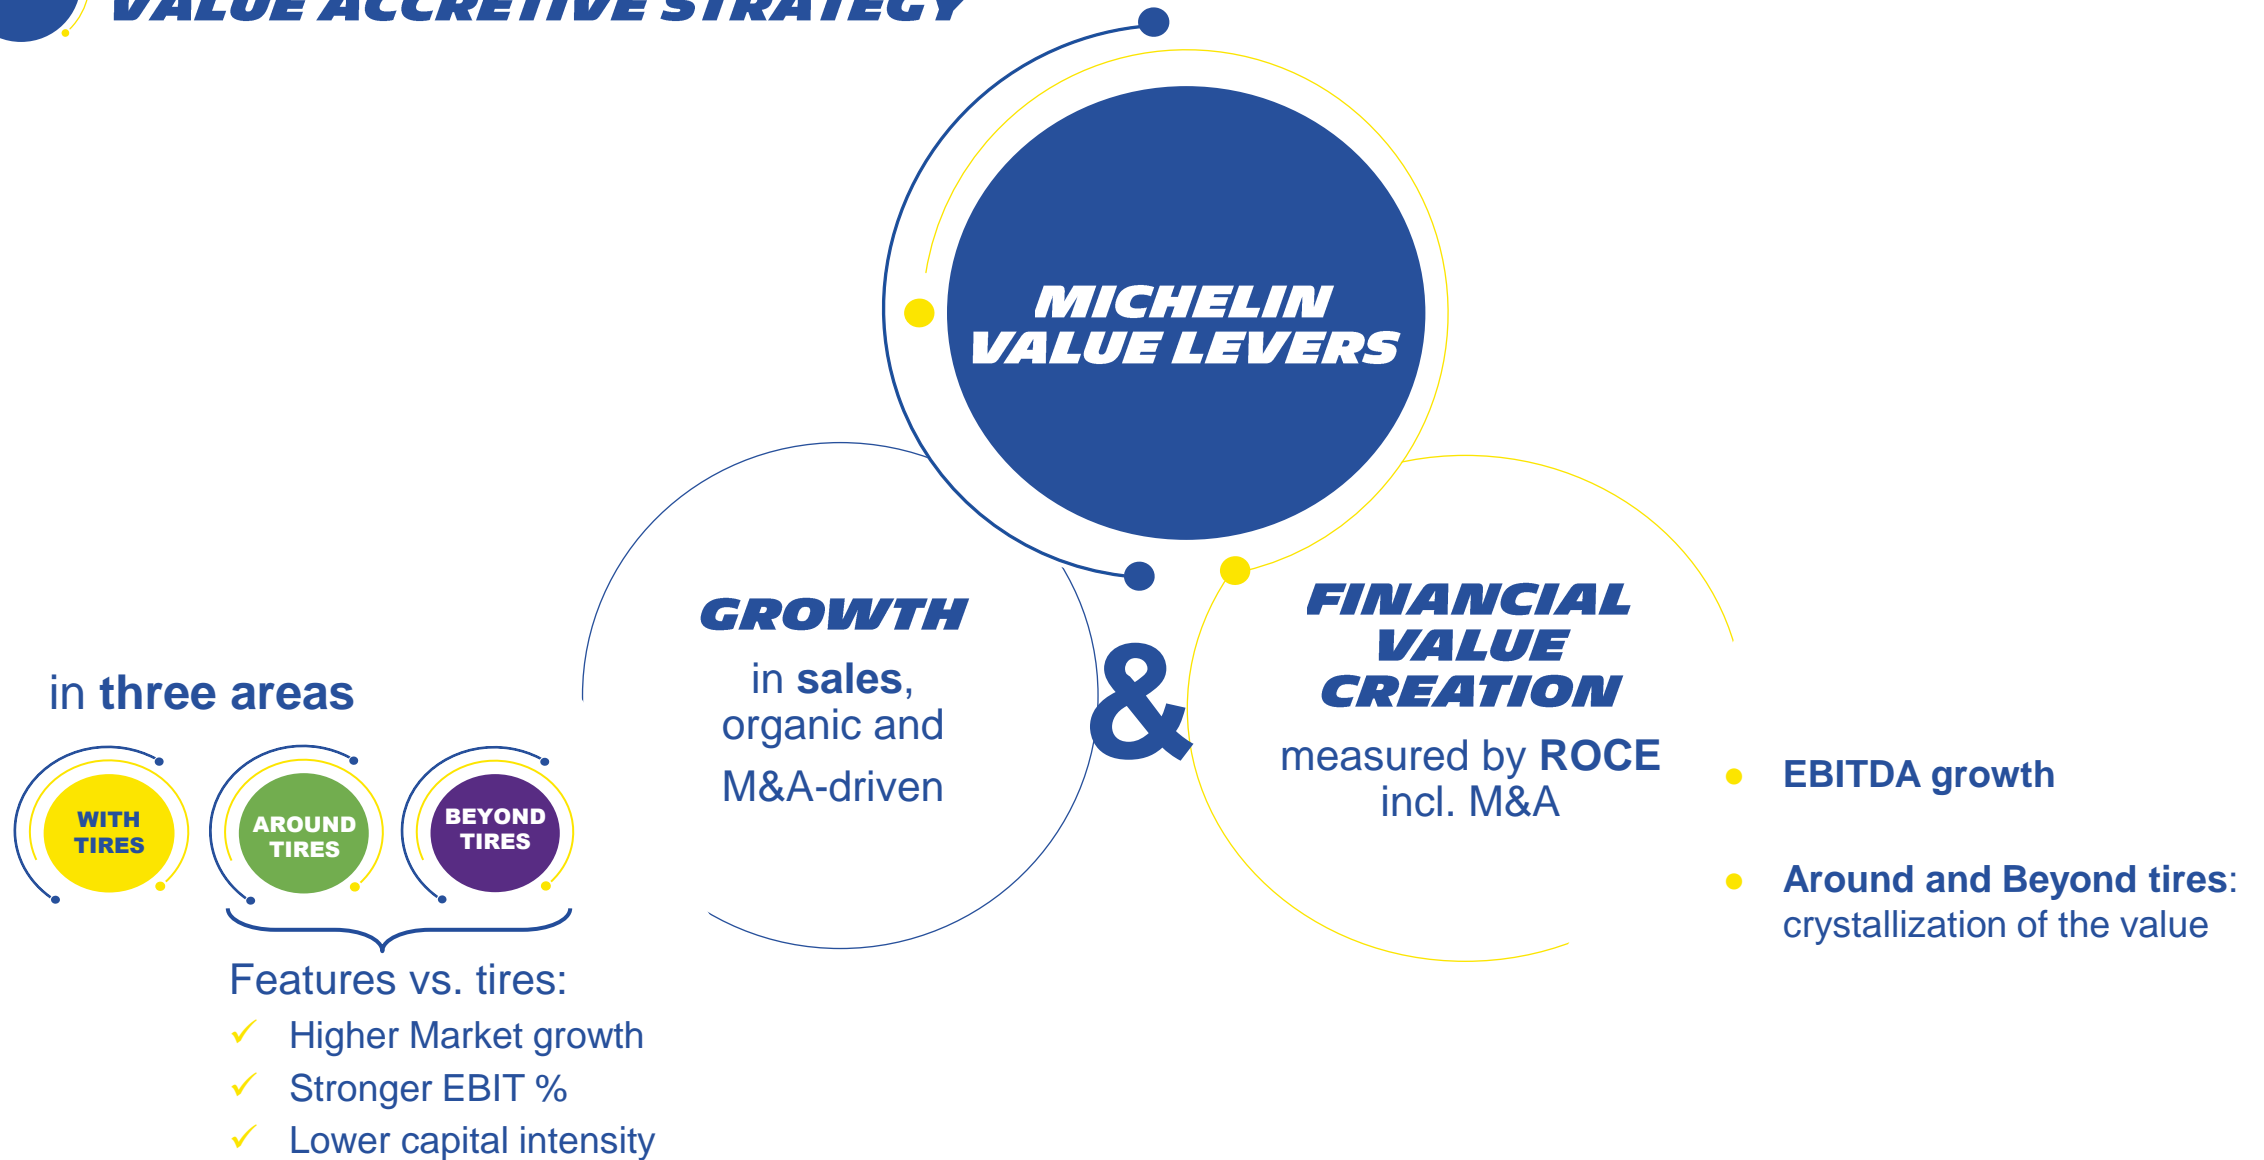 VALUE ACCRETIVE STRATEGY
MICHELIN
VALUE LEVERS
GROWTH
in sales,
organic and
M&A-driven
&
FINANCIAL
VALUE
CREATION
measured by ROCE
incl. M&A
in three areas
WITH
TIRES
AROUND
TIRES
BEYOND
TIRES
Features vs. tires:
Higher Market growth
Stronger EBIT %
Lower capital intensity
EBITDA growth
Around and Beyond tires:
crystallization of the value